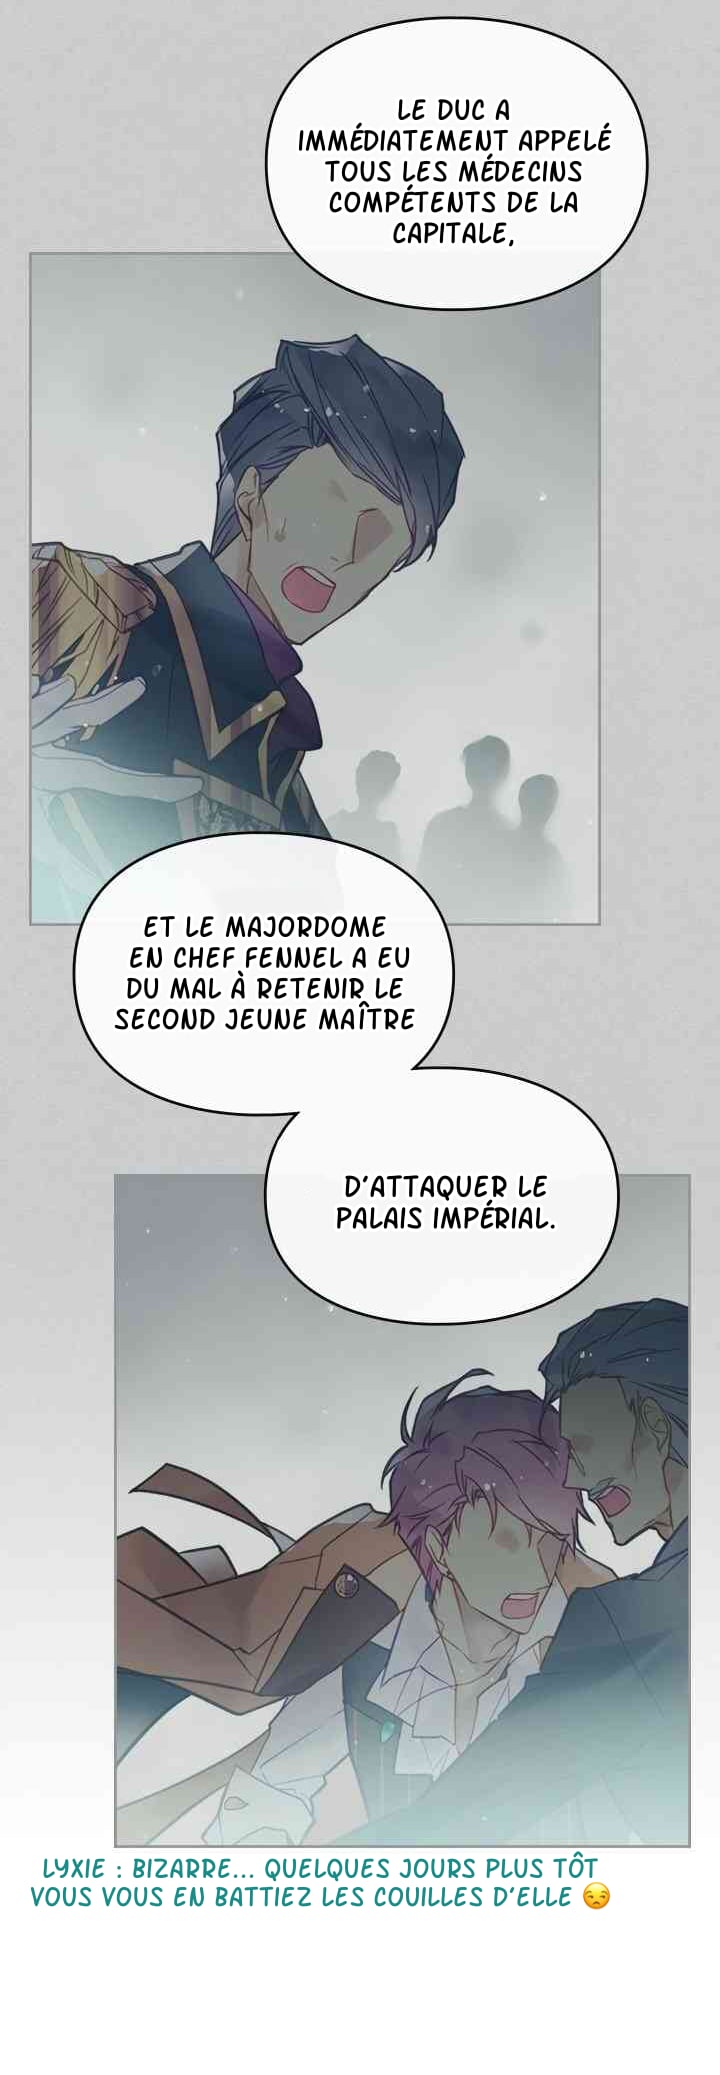 LE DUC A
IMMÉDIATEMENT APPELÉ
TOUS LES MÉDECINS
COMPÉTENTS DE LA
CAPITALE,
ET LE MAJORDOME
EN CHEF FENNEL A EU
DU MAL À RETENIR LE
SECOND JEUNE MAÎTRE
D'ATTAQUER LE
PALAIS IMPÉRIAL.
LYXIE : BIZARRE... QUELQUES JOURS PLUS TÔT
VOUS VOUS EN BATTIEZ LES COUILLES D'ELLE 😒